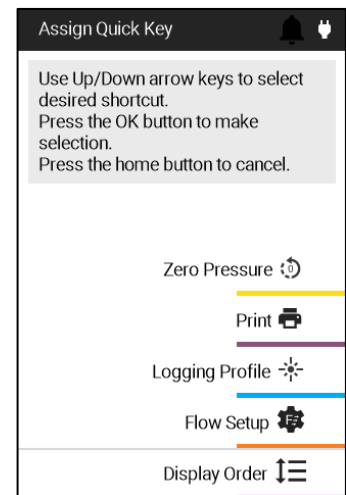 Assign Quick Key
Use Up/Down arrow keys to select
desired shortcut.
Press the OK button to make
selection.
Press the home button to cancel.
Zero Pressure
Print
Logging Profile
Flow Setup
Display Order